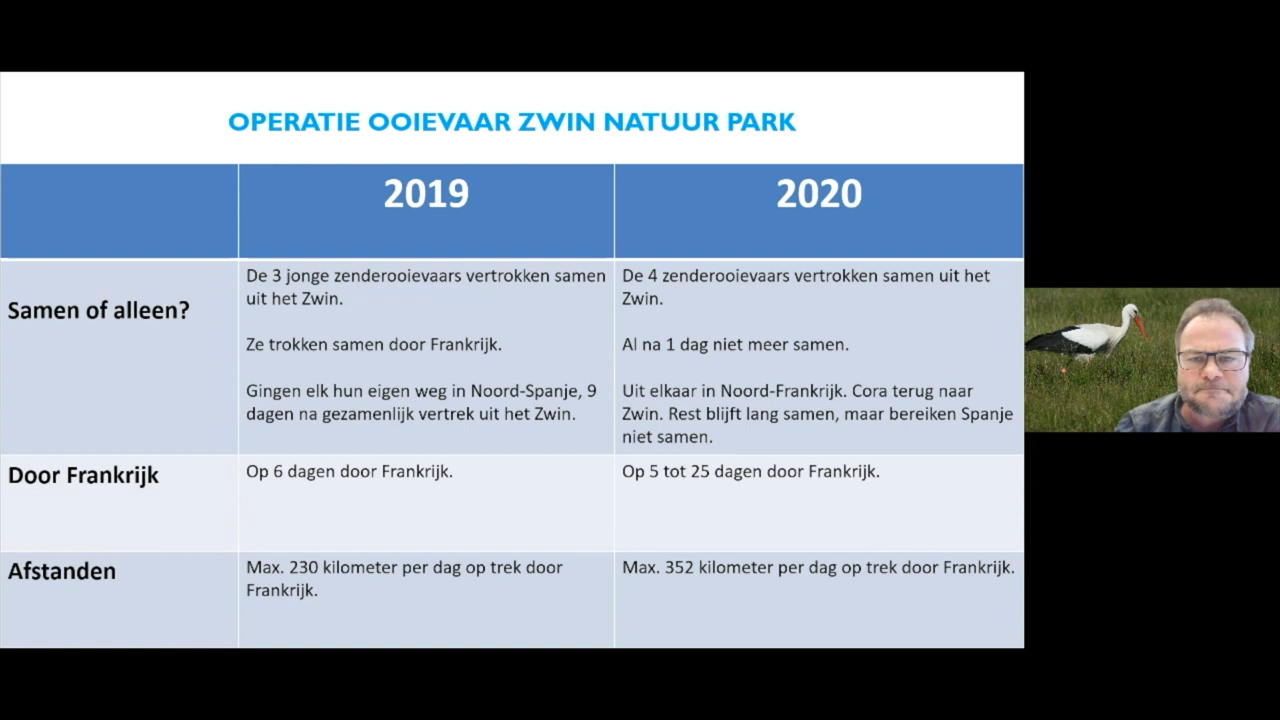 OPERATIE OOIEVAAR ZWIN NATUUR PARK
2019
2020
Samen of alleen?
De 3 jonge zenderooievaars vertrokken samen
uit het Zwin.
Ze trokken samen door Frankrijk.
Gingen elk hun eigen weg in Noord-Spanje, 9
dagen na gezamenlijk vertrek uit het Zwin.
De 4 zenderooievaars vertrokken samen uit het
Zwin.
Al na 1 dag niet meer samen.
Uit elkaar in Noord-Frankrijk. Cora terug naar
Zwin. Rest blijft lang samen, maar bereiken Spanje
niet samen.
Door Frankrijk
Op 6 dagen door Frankrijk.
Op 5 tot 25 dagen door Frankrijk.
Afstanden
Max. 230 kilometer per dag op trek door
Frankrijk.
Max. 352 kilometer per dag op trek door Frankrijk.